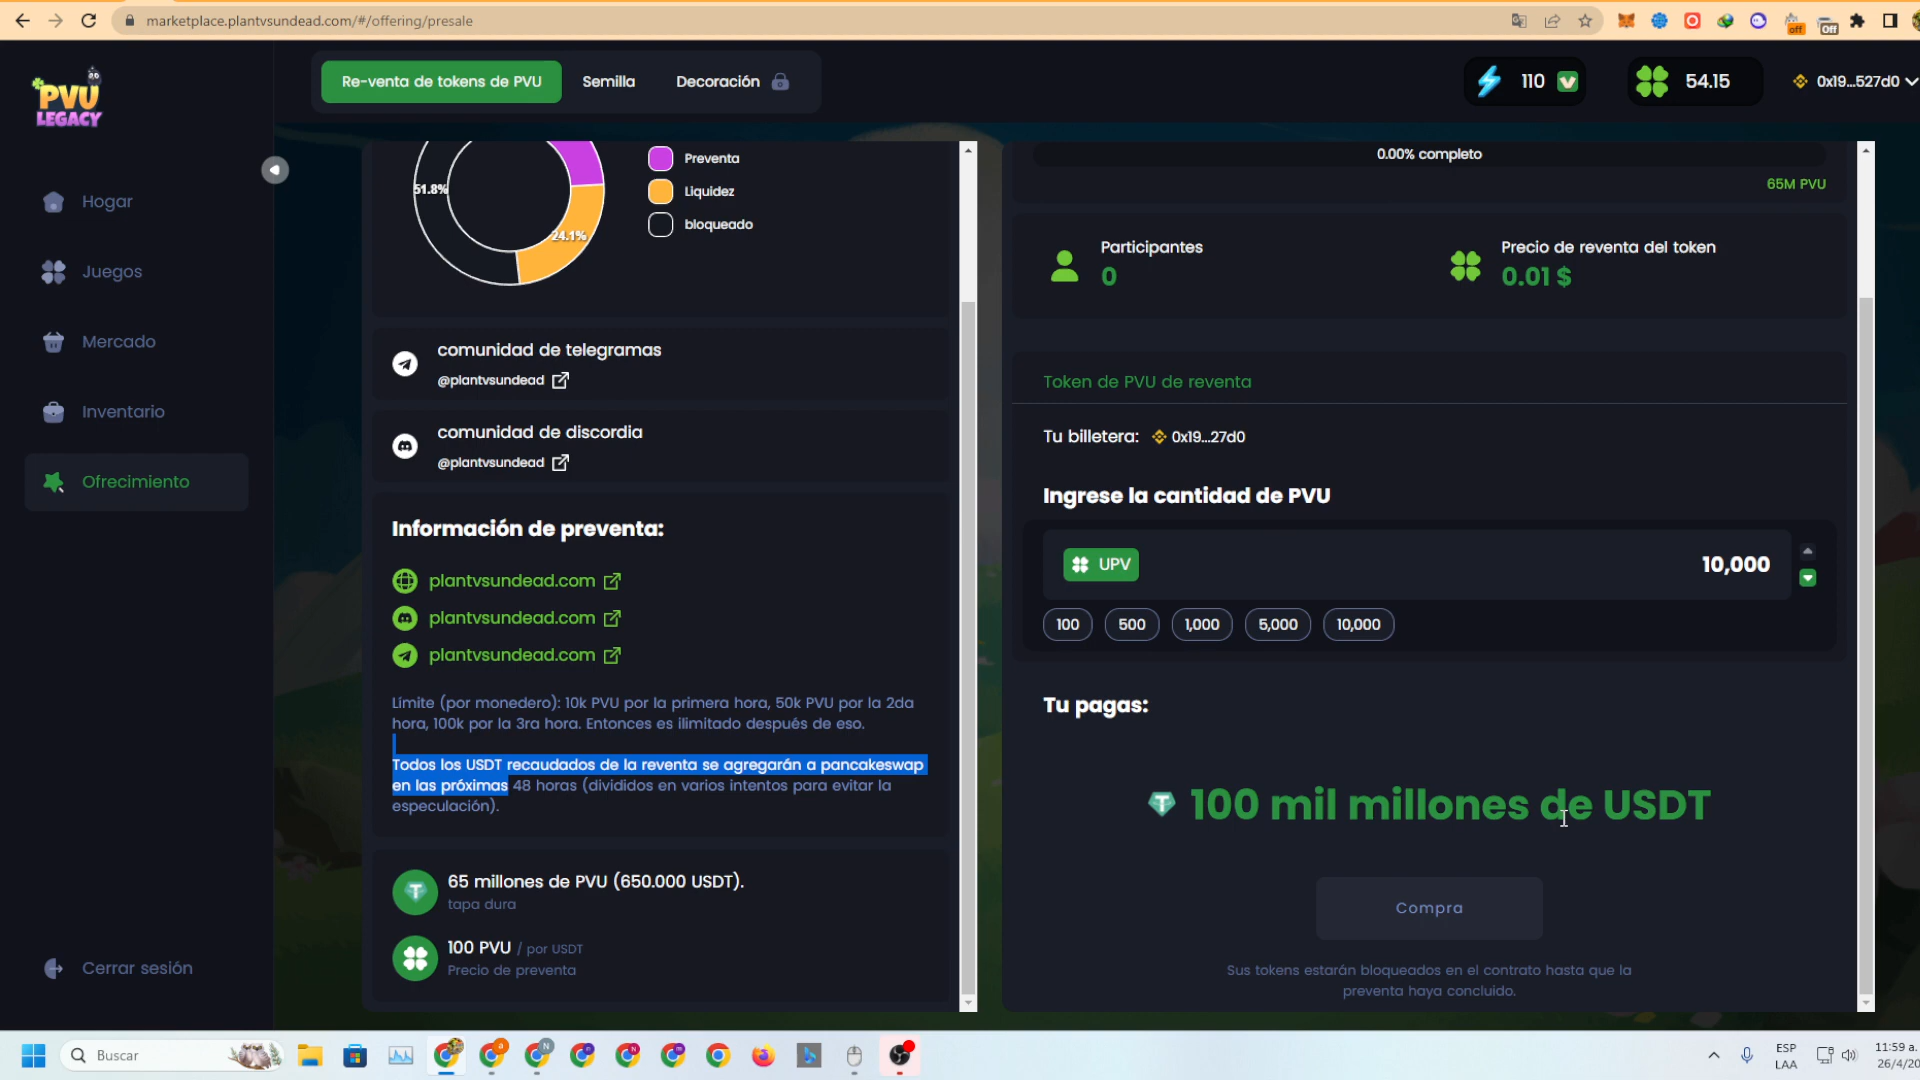 marketplace.plantvsundead.com/#/offering/presale
off
Off
PVU
LEGACY
Re-venta de tokens de PVU
Semilla
Decoración
110
54.15
0x19...527d0
Hogar
Juegos
Mercado
Inventario
Ofrecimiento
Cerrar sesión
51.8%
24.1%
Preventa
Liquidez
bloqueado
comunidad de telegramas
@plantvsundead
comunidad de discordia
@plantvsundead
Información de preventa:
plantvsundead.com
plantvsundead.com
plantvsundead.com
Límite (por monedero): 10k PVU por la primera hora, 50k PVU por la 2da
hora, 100k por la 3ra hora. Entonces es ilimitado después de eso.
Todos los USDT recaudados de la reventa se agregarán a pancakeswap
en las próximas 48 horas (divididos en varios intentos para evitar la
especulación).
65 millones de PVU (650.000 USDT).
tapa dura
100 PVU / por USDT
Precio de preventa
0.00% completo
65M PVU
Participantes
0
Precio de reventa del token
0.01 $
Token de PVU de reventa
Tu billetera: 0x19...27d0
Ingrese la cantidad de PVU
UPV
10,000
100
500
1,000
5,000
10,000
Tu pagas:
100 mil millones de USDT
Compra
Sus tokens estarán bloqueados en el contrato hasta que la
preventa haya concluido.
Buscar
ESP
LAA
11:59 a.
26/4/20